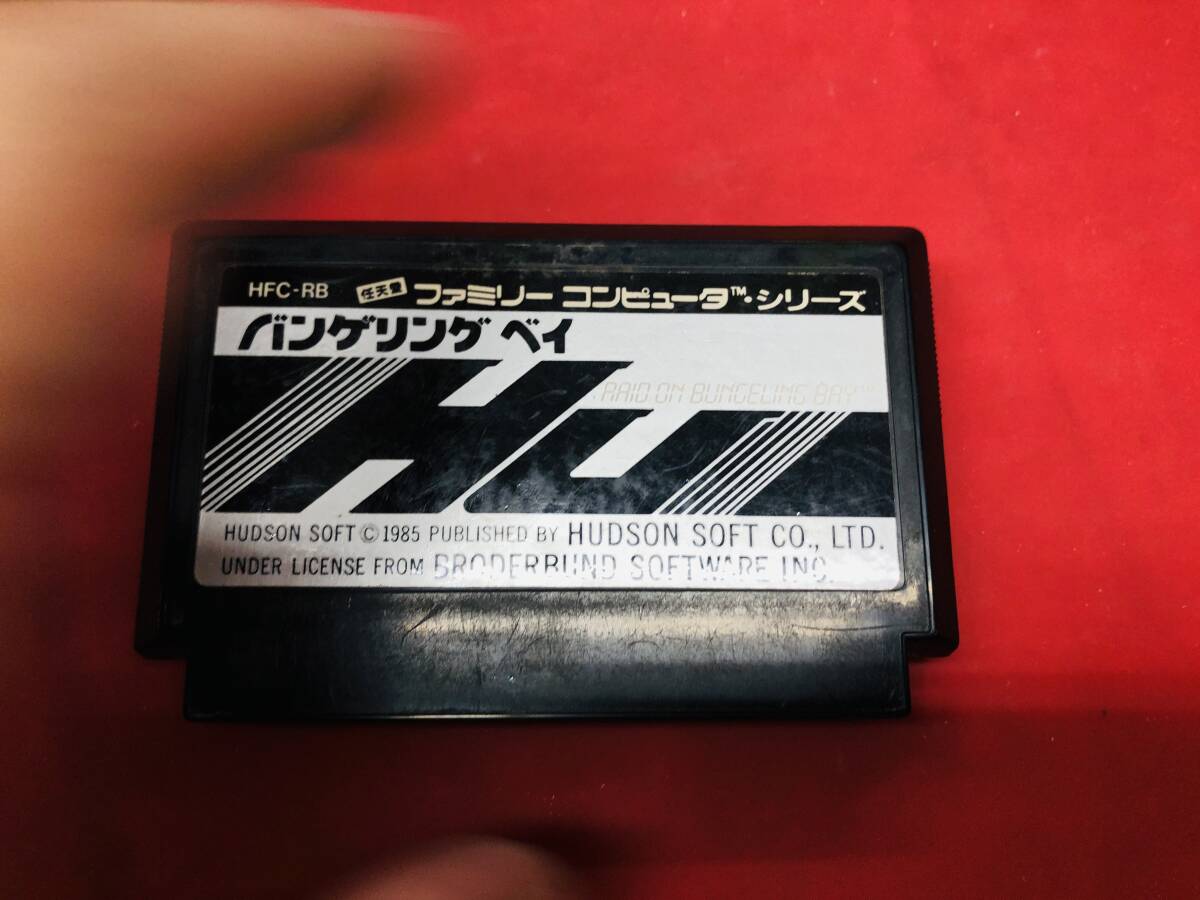 HFC-RB 任天堂 ファミリー コンピュータ™・シリーズ
バンゲリング ベイ
RAID ON BUNGELING BAY™
HUDSON SOFT © 1985 PUBLISHED BY HUDSON SOFT CO., LTD.
UNDER LICENSE FROM BRODERBUND SOFTWARE INC.